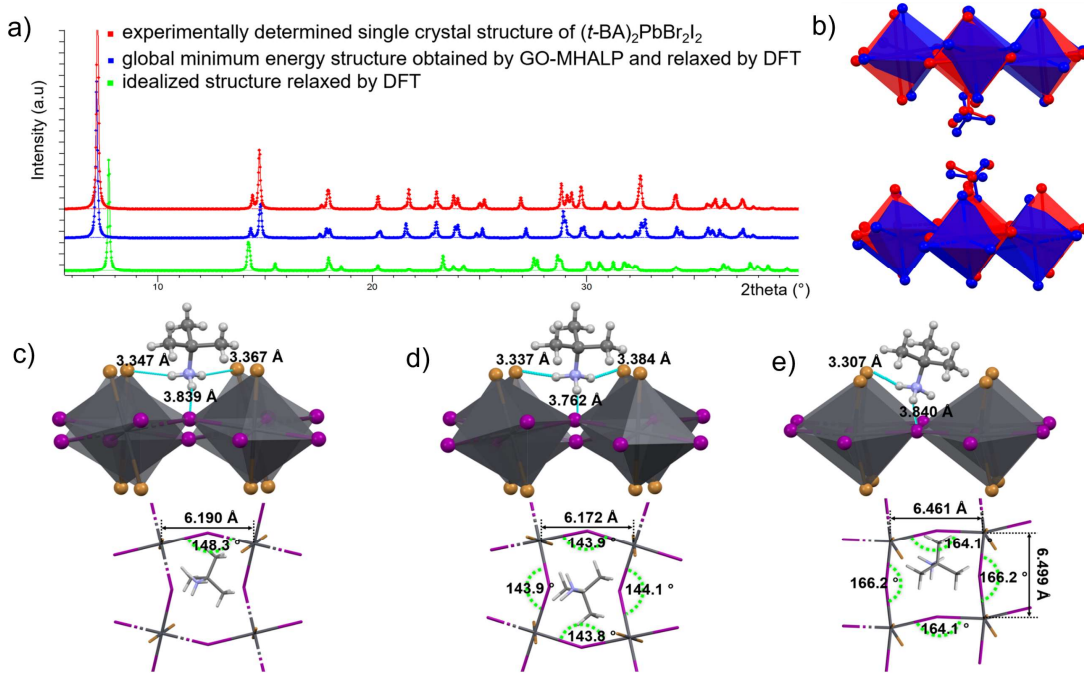 a)
experimentally determined single crystal structure of (t-BA)₂PbBr₂I₂
global minimum energy structure obtained by GO-MHALP and relaxed by DFT
idealized structure relaxed by DFT
Intensity (a.u)
10
20
30
2theta (°)
b)
c)
3.347 Å
3.367 Å
3.839 Å
6.190 Å
148.3 °
d)
3.337 Å
3.384 Å
3.762 Å
6.172 Å
143.9 °
143.9 °
144.1 °
143.8 °
e)
3.307 Å
3.840 Å
6.461 Å
164.1 °
166.2 °
166.2 °
6.499 Å
164.1 °